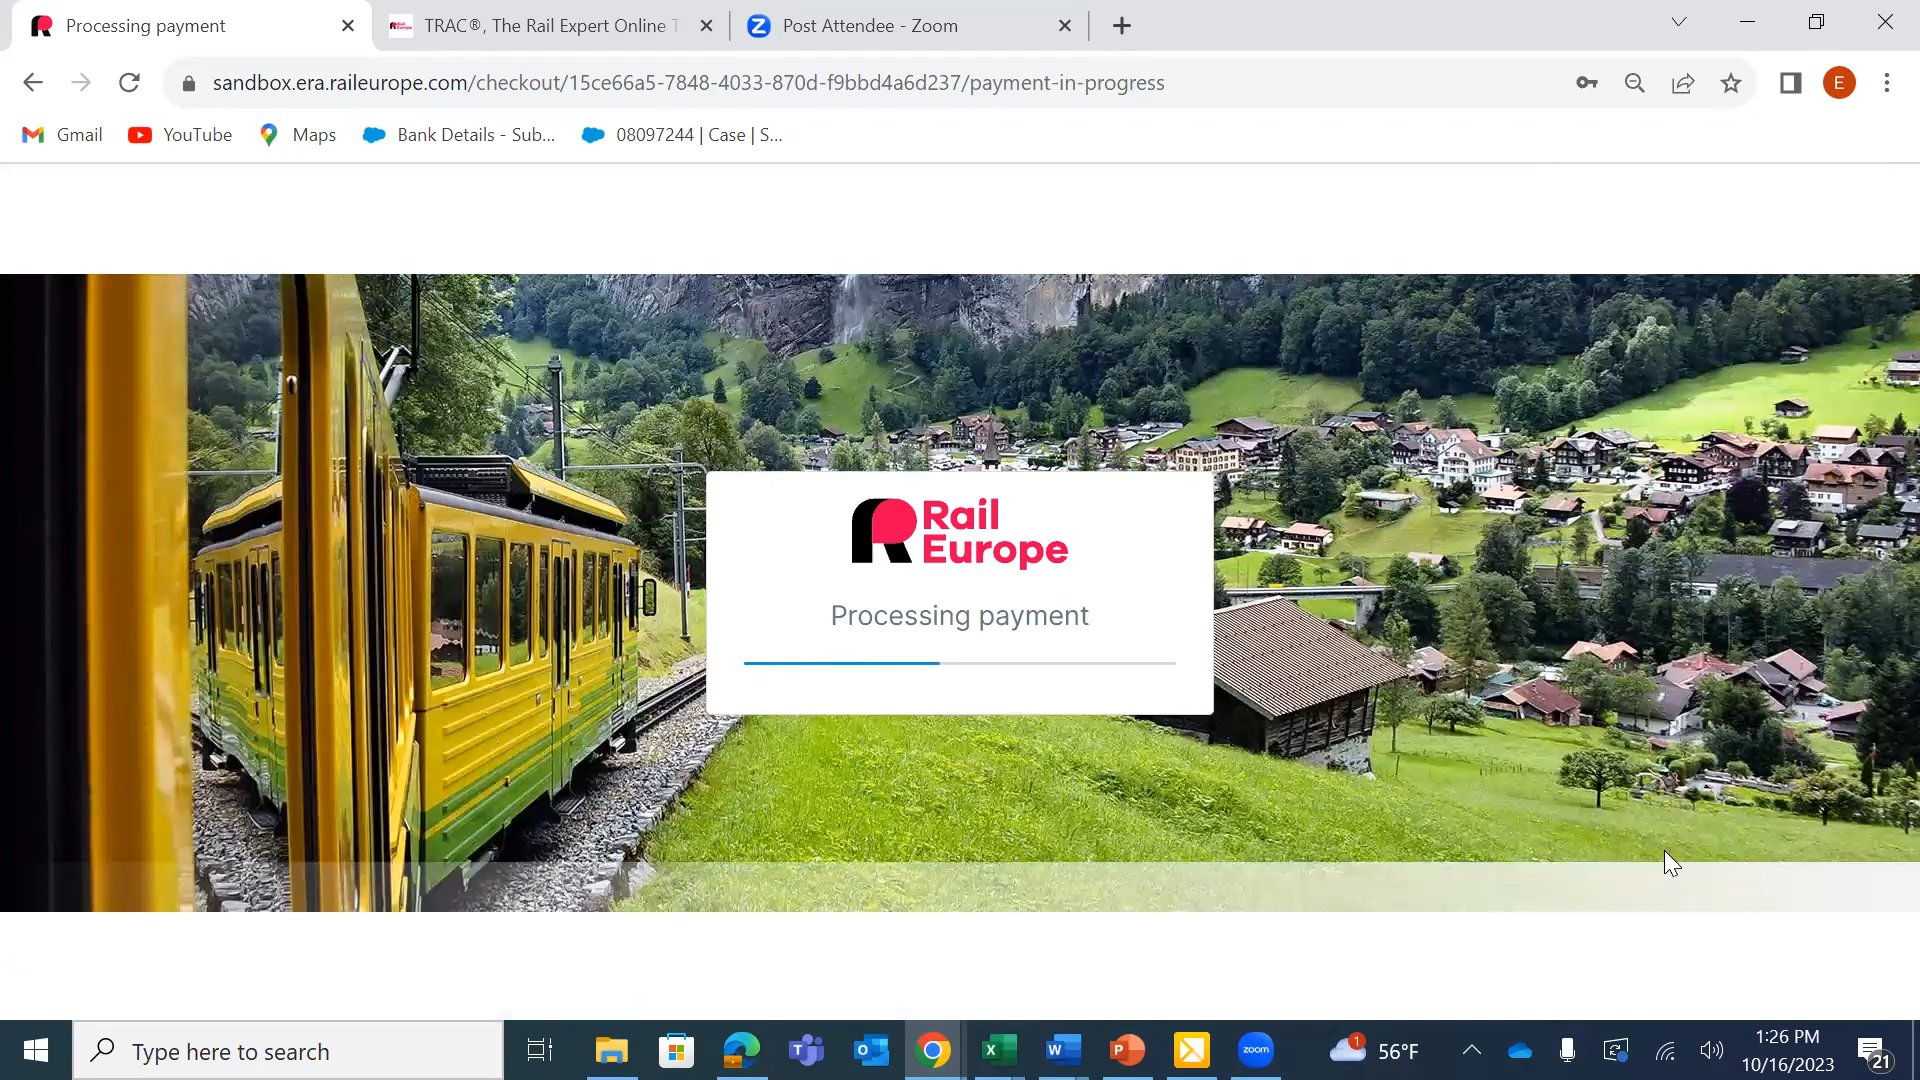 Processing payment
TRAC®, The Rail Expert Online T
Post Attendee - Zoom
sandbox.era.raileurope.com/checkout/15ce66a5-7848-4033-870d-f9bbd4a6d237/payment-in-progress
E
Gmail
YouTube
Maps
Bank Details - Sub...
08097244 | Case | S...
Rail
Europe
Processing payment
Type here to search
zoom
1
56°F
1:26 PM
10/16/2023
21